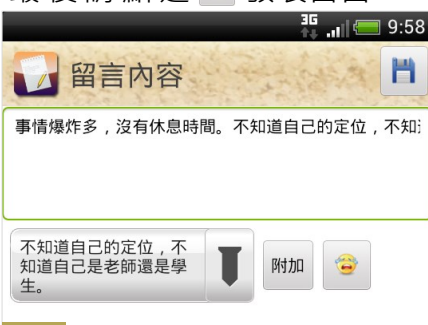 3G 9:58
留言內容
事情爆炸多，沒有休息時間。不知道自己的定位，不知
不知道自己的定位，不
知道自己是老師還是學
生。
附加